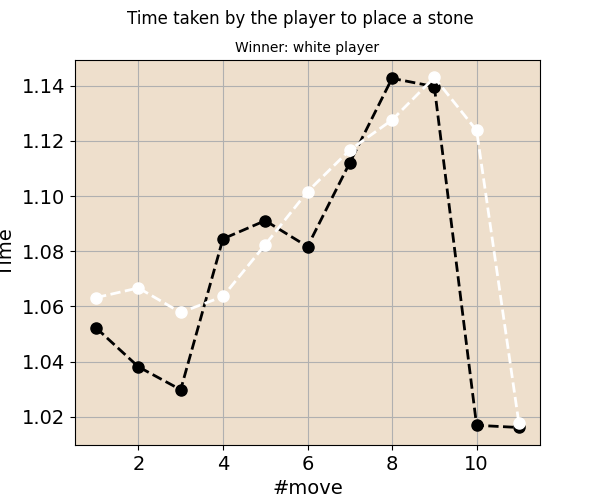 Time taken by the player to place a stone
Winner: white player
1.14
1.12
1.10
1.08
1.06
1.04
1.02
Time
2 4 6 8 10
#move